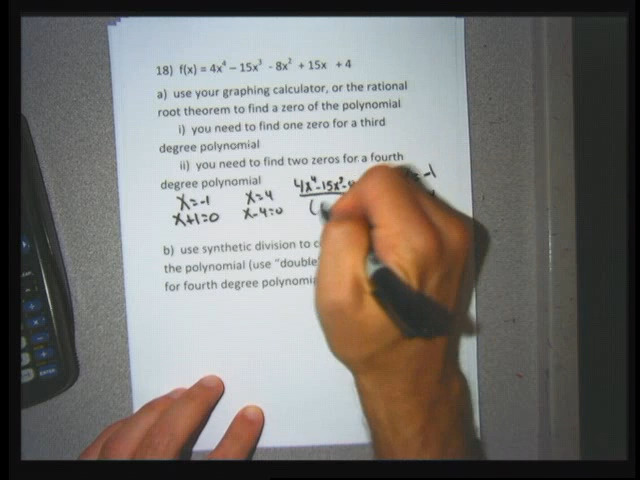 18) f(x) = 4x⁴ – 15x³ - 8x² + 15x + 4
a) use your graphing calculator, or the rational
root theorem to find a zero of the polynomial
i) you need to find one zero for a third
degree polynomial
ii) you need to find two zeros for a fourth
degree polynomial
x=-1 x=4 4x⁴-15x³- -1
x+1=0 x-4=0 (
b) use synthetic division to
the polynomial (use "double
for fourth degree